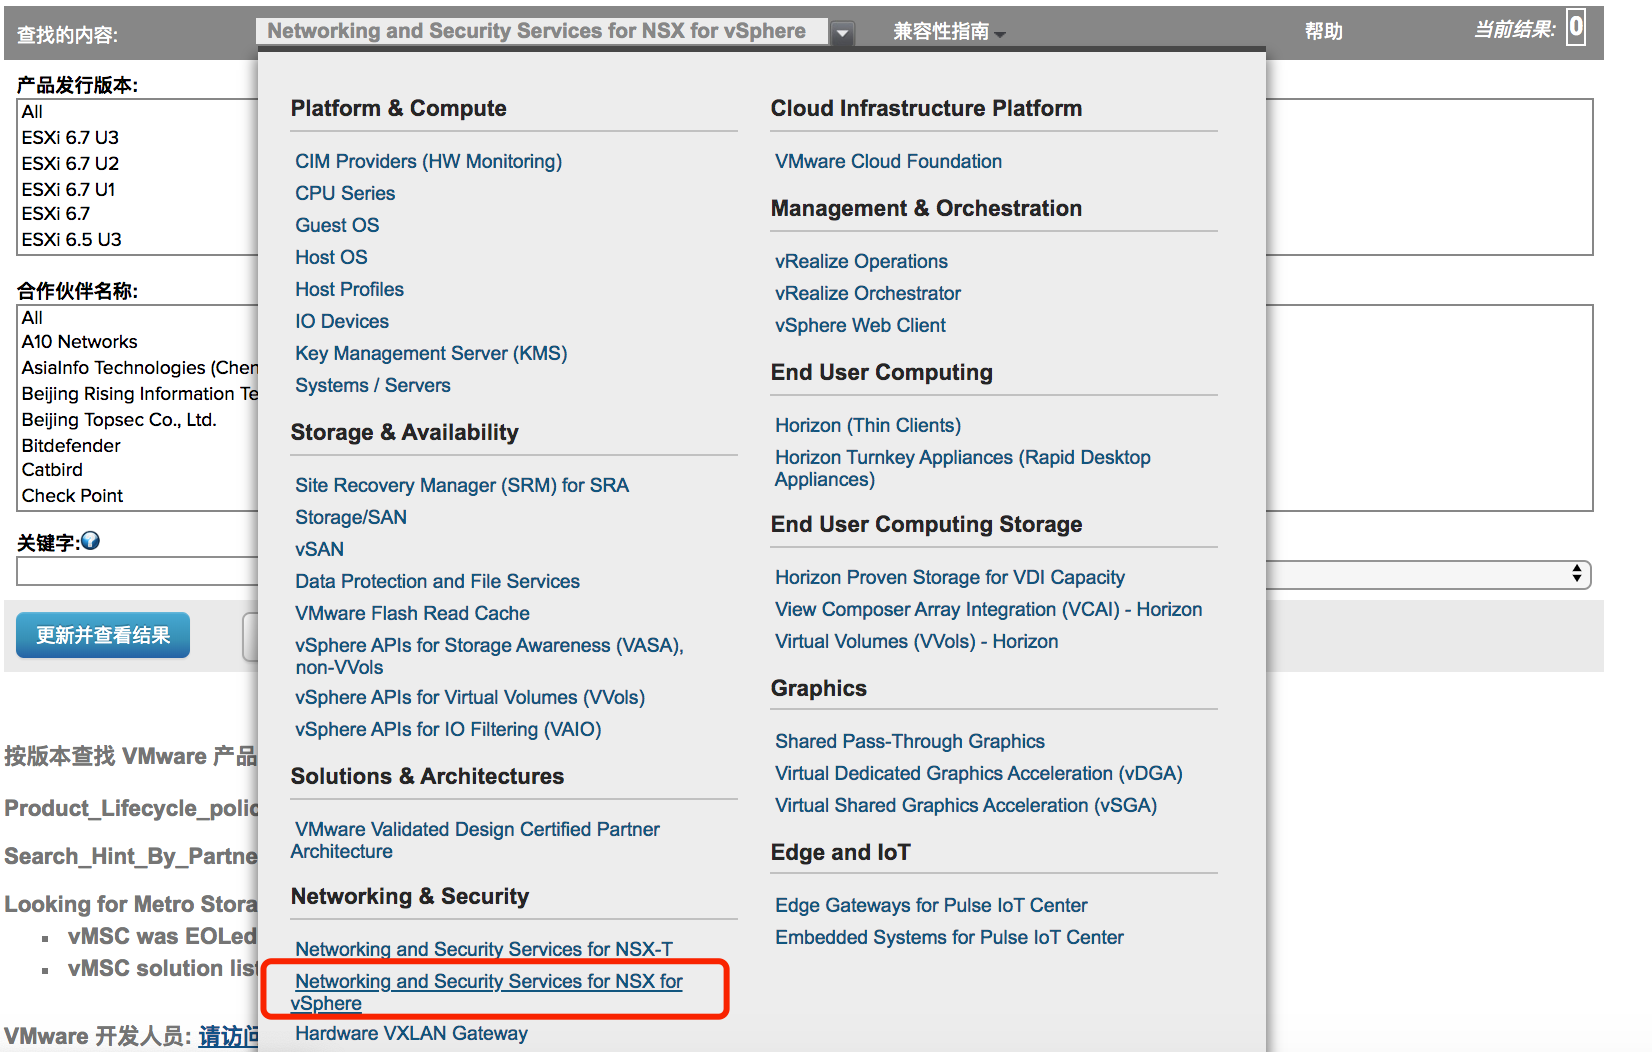 查找的内容:
Networking and Security Services for NSX for vSphere
兼容性指南
帮助
当前结果:
0
产品发行版本:
All
ESXi 6.7 U3
ESXi 6.7 U2
ESXi 6.7 U1
ESXi 6.7
ESXi 6.5 U3
合作伙伴名称:
All
A10 Networks
AsiaInfo Technologies (Chen
Beijing Rising Information Te
Beijing Topsec Co., Ltd.
Bitdefender
Catbird
Check Point
关键字:
更新并查看结果
按版本查找 VMware 产品
Product_Lifecycle_polic
Search_Hint_By_Partne
Looking for Metro Stora
vMSC was EOLed
vMSC solution list
VMware 开发人员: 请访问
Platform & Compute
CIM Providers (HW Monitoring)
CPU Series
Guest OS
Host OS
Host Profiles
IO Devices
Key Management Server (KMS)
Systems / Servers
Storage & Availability
Site Recovery Manager (SRM) for SRA
Storage/SAN
vSAN
Data Protection and File Services
VMware Flash Read Cache
vSphere APIs for Storage Awareness (VASA),
non-VVols
vSphere APIs for Virtual Volumes (VVols)
vSphere APIs for IO Filtering (VAIO)
Solutions & Architectures
VMware Validated Design Certified Partner
Architecture
Networking & Security
Networking and Security Services for NSX-T
Networking and Security Services for NSX for
vSphere
Hardware VXLAN Gateway
Cloud Infrastructure Platform
VMware Cloud Foundation
Management & Orchestration
vRealize Operations
vRealize Orchestrator
vSphere Web Client
End User Computing
Horizon (Thin Clients)
Horizon Turnkey Appliances (Rapid Desktop
Appliances)
End User Computing Storage
Horizon Proven Storage for VDI Capacity
View Composer Array Integration (VCAI) - Horizon
Virtual Volumes (VVols) - Horizon
Graphics
Shared Pass-Through Graphics
Virtual Dedicated Graphics Acceleration (vDGA)
Virtual Shared Graphics Acceleration (vSGA)
Edge and IoT
Edge Gateways for Pulse IoT Center
Embedded Systems for Pulse IoT Center